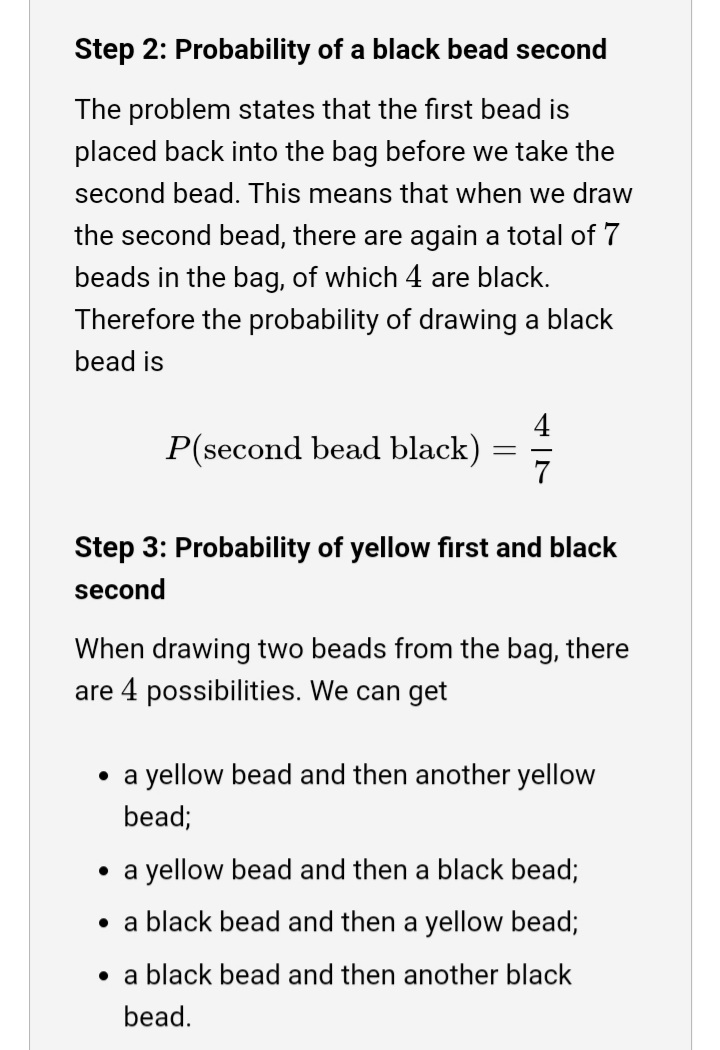 Step 2: Probability of a black bead second
The problem states that the first bead is
placed back into the bag before we take the
second bead. This means that when we draw
the second bead, there are again a total of 7
beads in the bag, of which 4 are black.
Therefore the probability of drawing a black
bead is
P(second bead black) = 4/7
Step 3: Probability of yellow first and black
second
When drawing two beads from the bag, there
are 4 possibilities. We can get
• a yellow bead and then another yellow
bead;
• a yellow bead and then a black bead;
• a black bead and then a yellow bead;
• a black bead and then another black
bead.